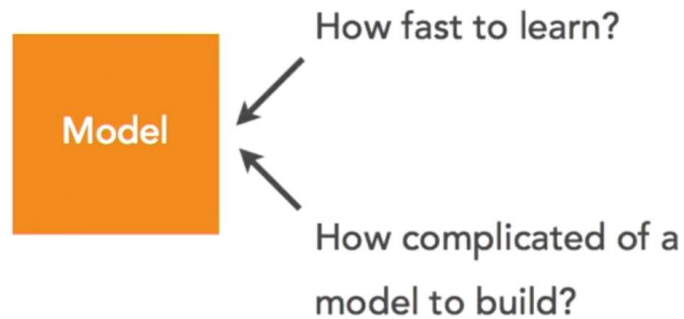 How fast to learn?
Model
How complicated of a
model to build?